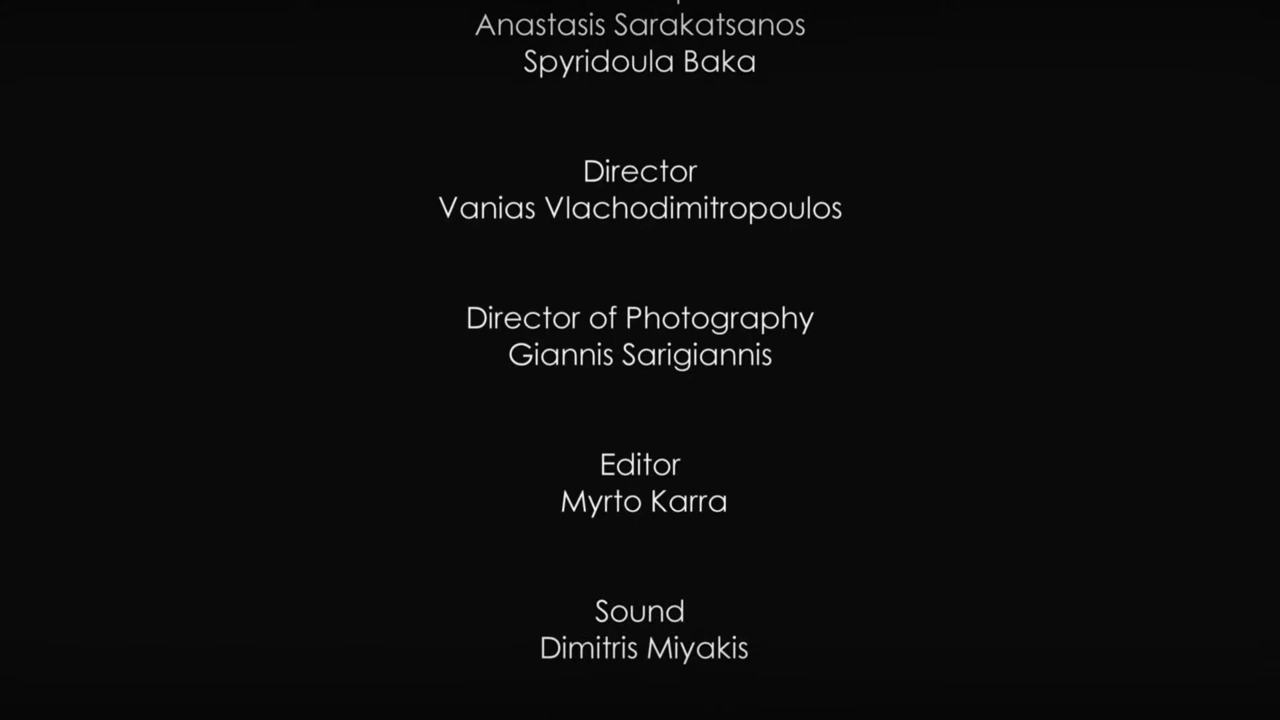 Anastasis Sarakatsanos
Spyridoula Baka
Director
Vanias Vlachodimitropoulos
Director of Photography
Giannis Sarigiannis
Editor
Myrto Karra
Sound
Dimitris Miyakis